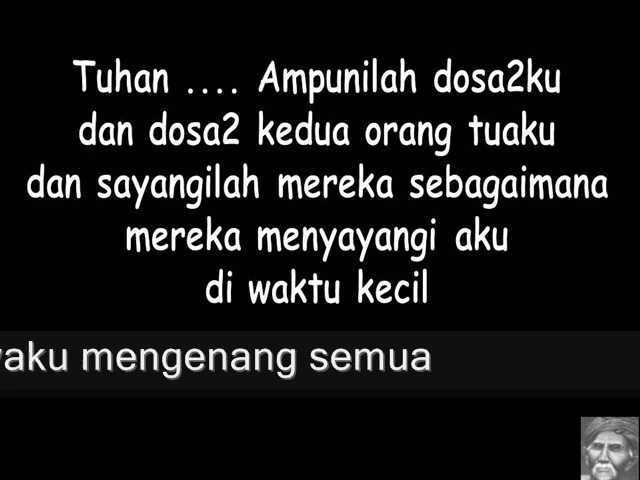 Tuhan .... Ampunilah dosa2ku
dan dosa2 kedua orang tuaku
dan sayangilah mereka sebagaimana
mereka menyayangi aku
di waktu kecil
mengenang semua